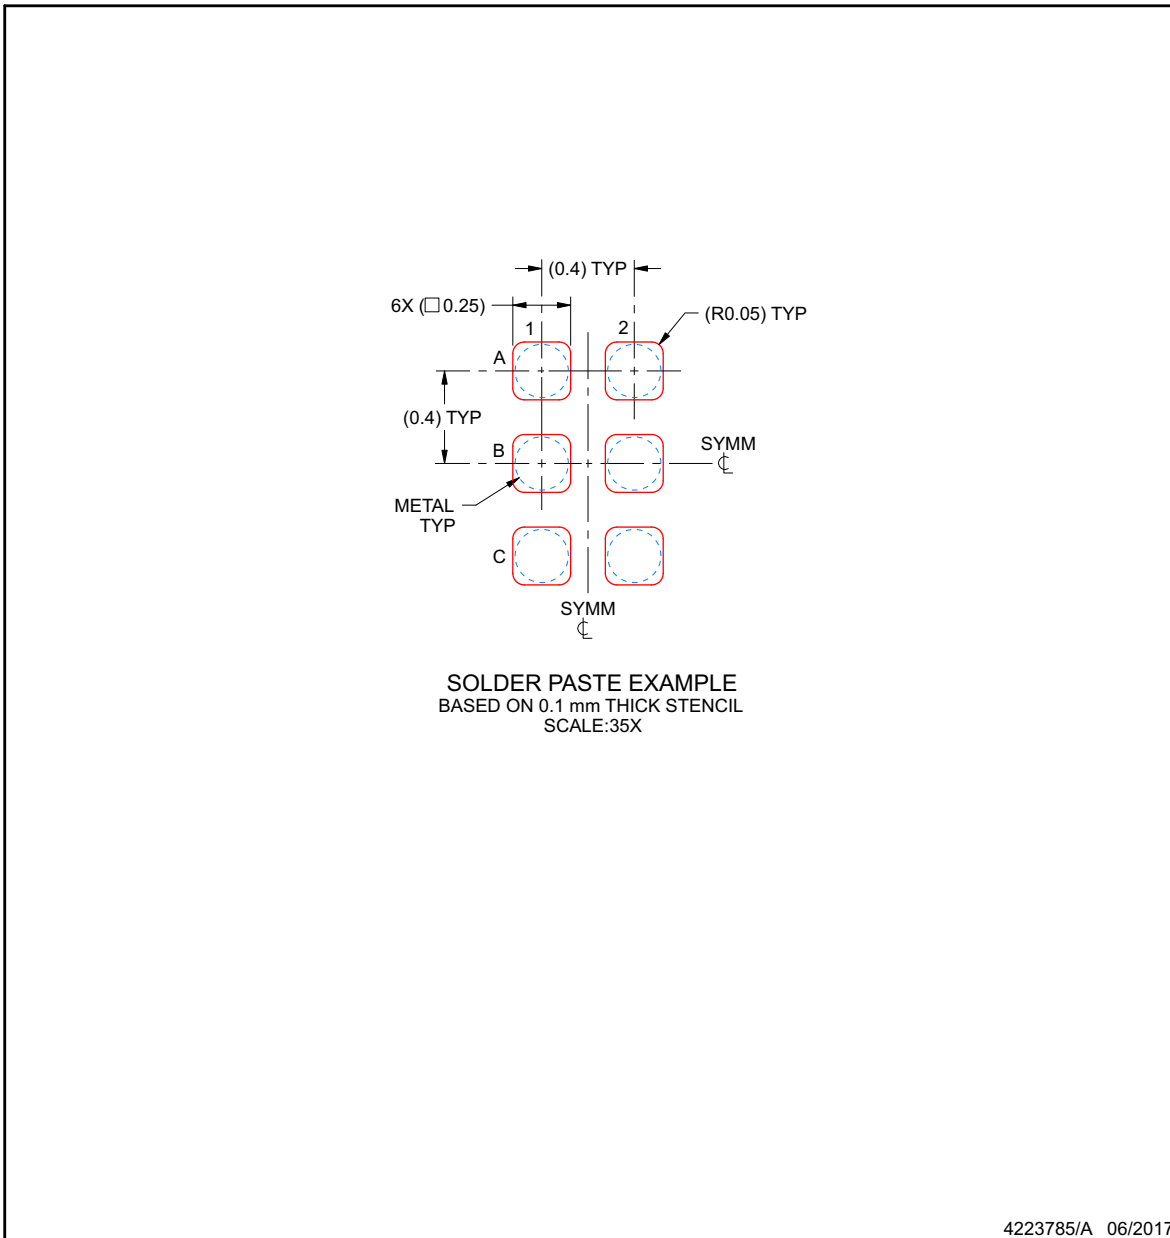 (0.4) TYP
6X (□ 0.25)
(R0.05) TYP
1
2
A
(0.4) TYP
B
SYMM
℄
METAL
TYP
C
SYMM
℄
SOLDER PASTE EXAMPLE
BASED ON 0.1 mm THICK STENCIL
SCALE:35X
4223785/A 06/2017